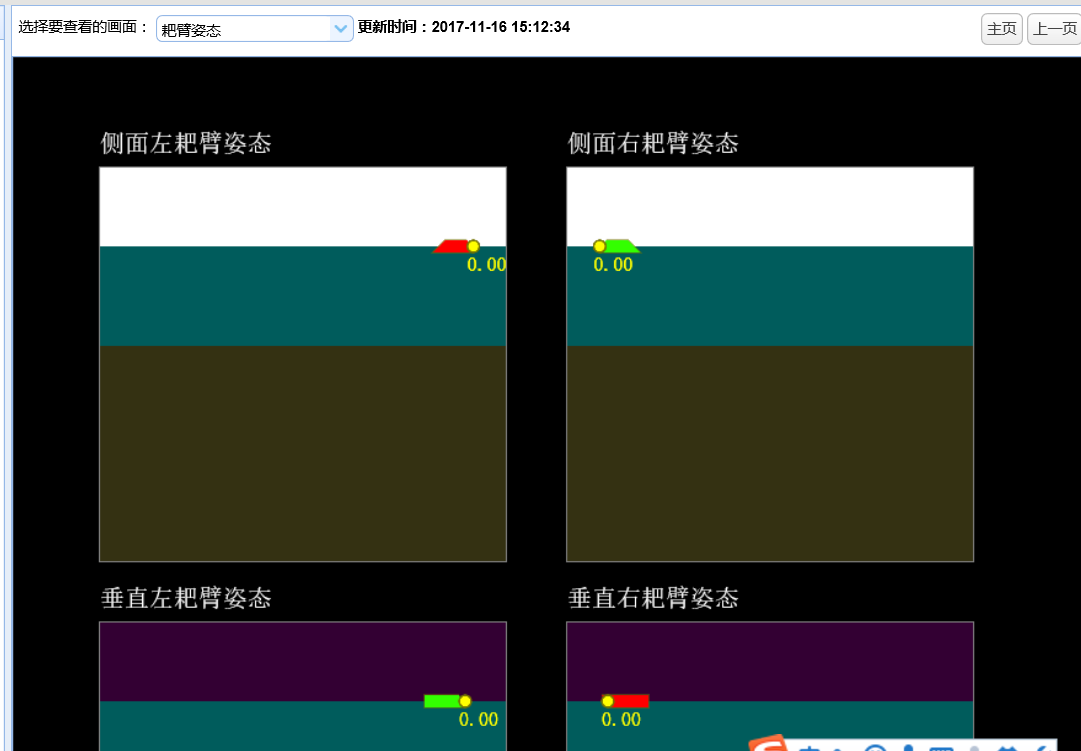 选择要查看的画面： 耙臂姿态 更新时间：2017-11-16 15:12:34 主页 上一页
侧面左耙臂姿态 侧面右耙臂姿态
0.00 0.00
垂直左耙臂姿态 垂直右耙臂姿态
0.00 0.00